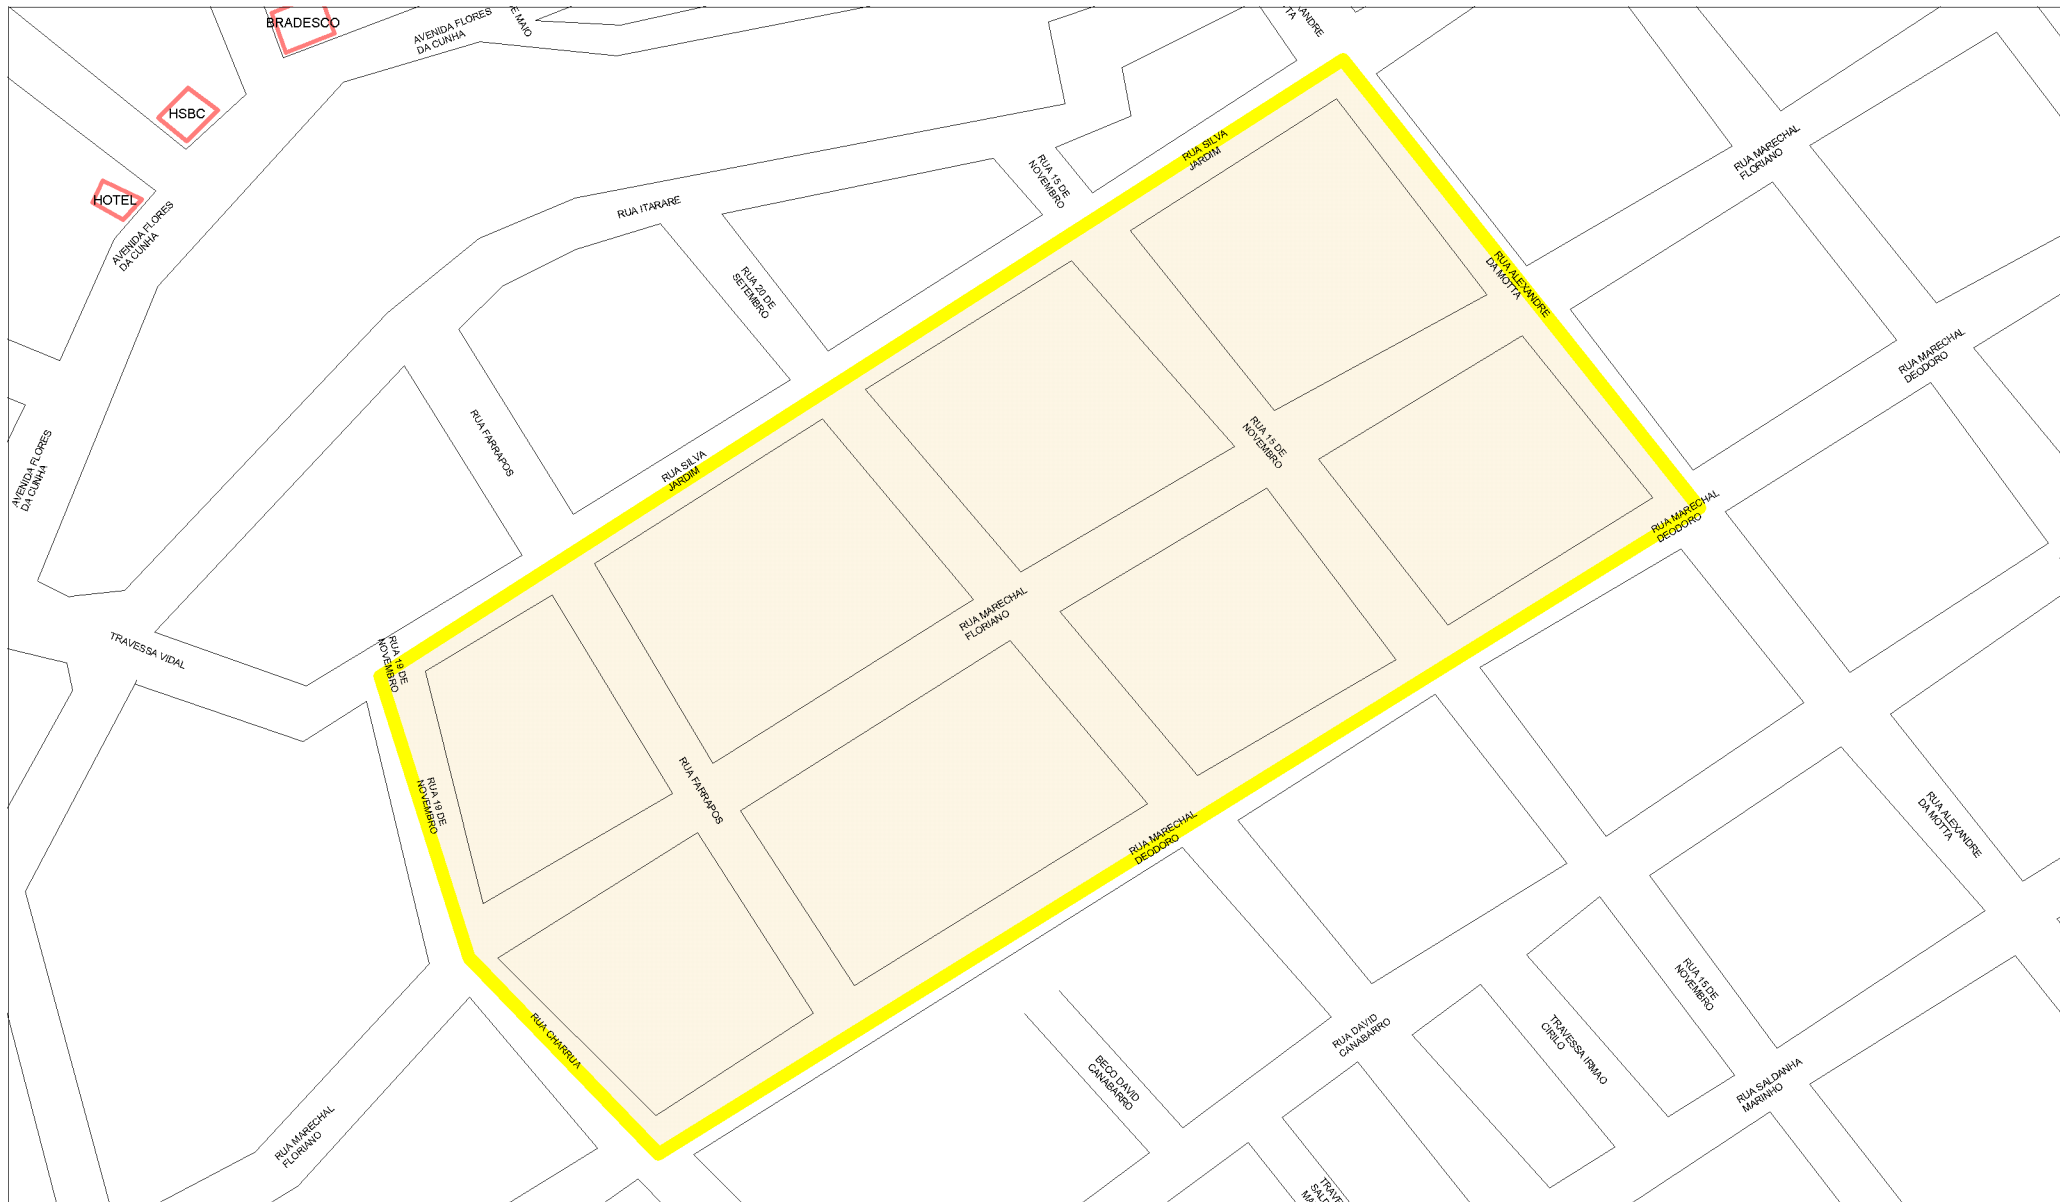 BRADESCO
AVENIDA FLORES
DA CUNHA
E MAIO
HSBC
HOTEL
AVENIDA FLORES
DA CUNHA
AVENIDA FLORES
DA CUNHA
RUA ITARARE
RUA 20 DE
SETEMBRO
RUA 15 DE
NOVEMBRO
RUA SILVA
JARDIM
RUA MARECHAL
FLORIANO
RUA ALEXANDRE
DA MOTTA
RUA MARECHAL
DEODORO
RUA FARRAPOS
RUA SILVA
JARDIM
RUA 15 DE
NOVEMBRO
RUA MARECHAL
DEODORO
RUA MARECHAL
FLORIANO
TRAVESSA VIDAL
RUA 19 DE
NOVEMBRO
RUA 19 DE
NOVEMBRO
RUA FARRAPOS
RUA MARECHAL
DEODORO
RUA ALEXANDRE
DA MOTTA
RUA CHARRUA
RUA MARECHAL
FLORIANO
BECO DAVID
CANABARRO
RUA DAVID
CANABARRO
TRAVESSA IRMAO
CIRILO
RUA 15 DE
NOVEMBRO
RUA SALDANHA
MARINHO